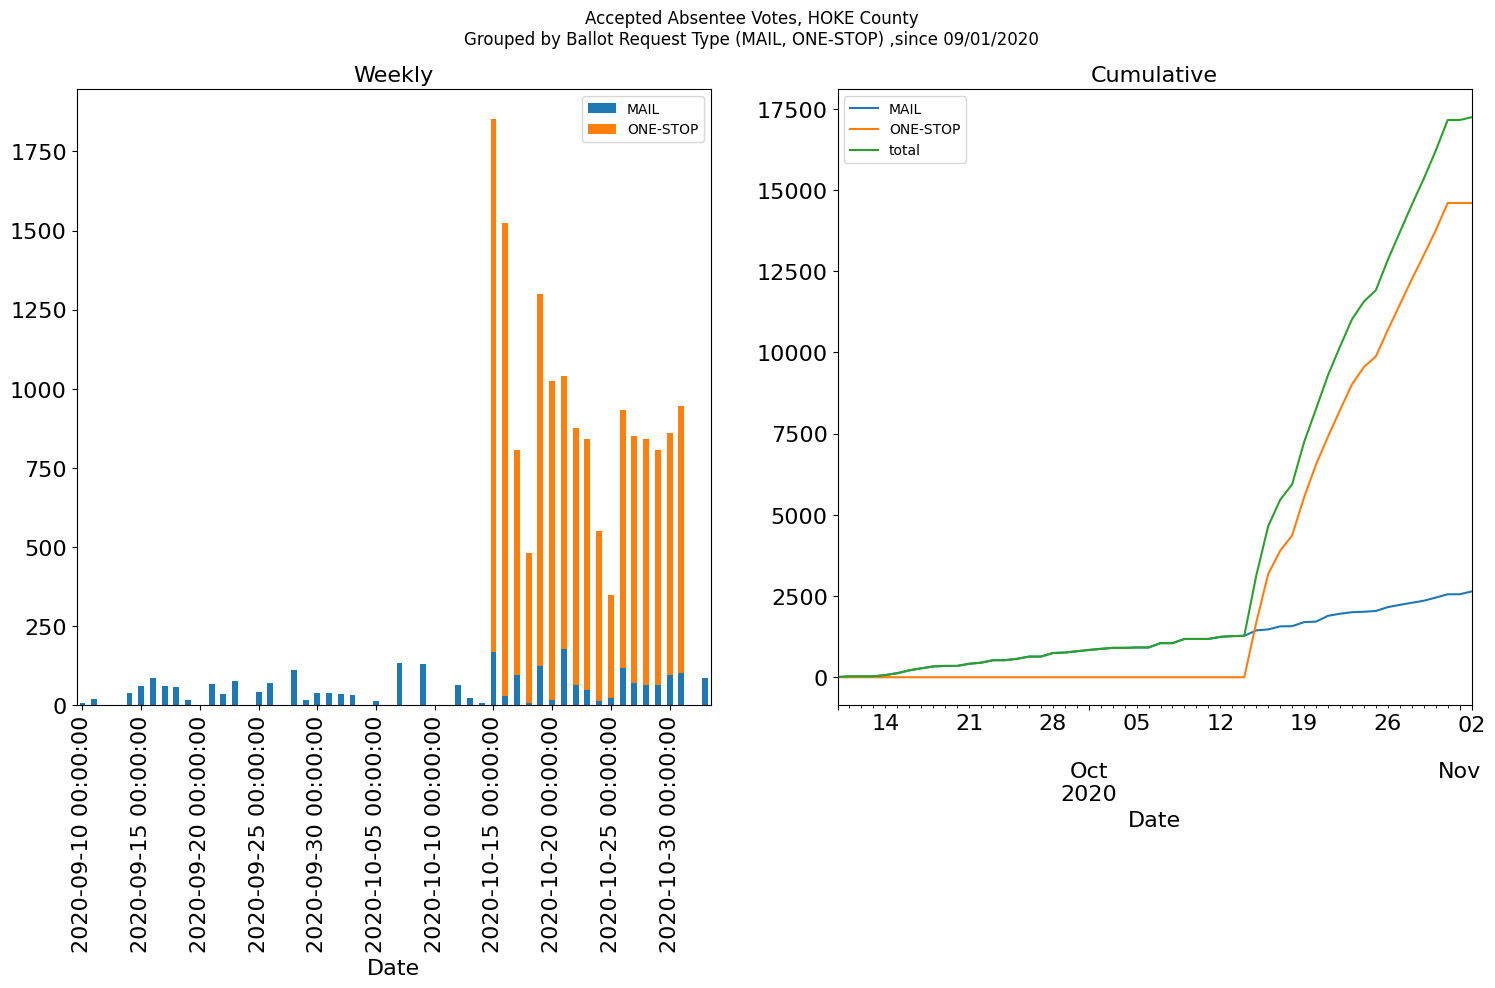 Accepted Absentee Votes, HOKE County
Grouped by Ballot Request Type (MAIL, ONE-STOP) ,since 09/01/2020
Weekly
MAIL
ONE-STOP
1750
1500
1250
1000
750
500
250
0
2020-09-10 00:00:00
2020-09-15 00:00:00
2020-09-20 00:00:00
2020-09-25 00:00:00
2020-09-30 00:00:00
2020-10-05 00:00:00
2020-10-10 00:00:00
2020-10-15 00:00:00
2020-10-20 00:00:00
2020-10-25 00:00:00
2020-10-30 00:00:00
Date
Cumulative
MAIL
ONE-STOP
total
17500
15000
12500
10000
7500
5000
2500
0
14 21 28 05 12 19 26 02
Oct Nov
2020
Date